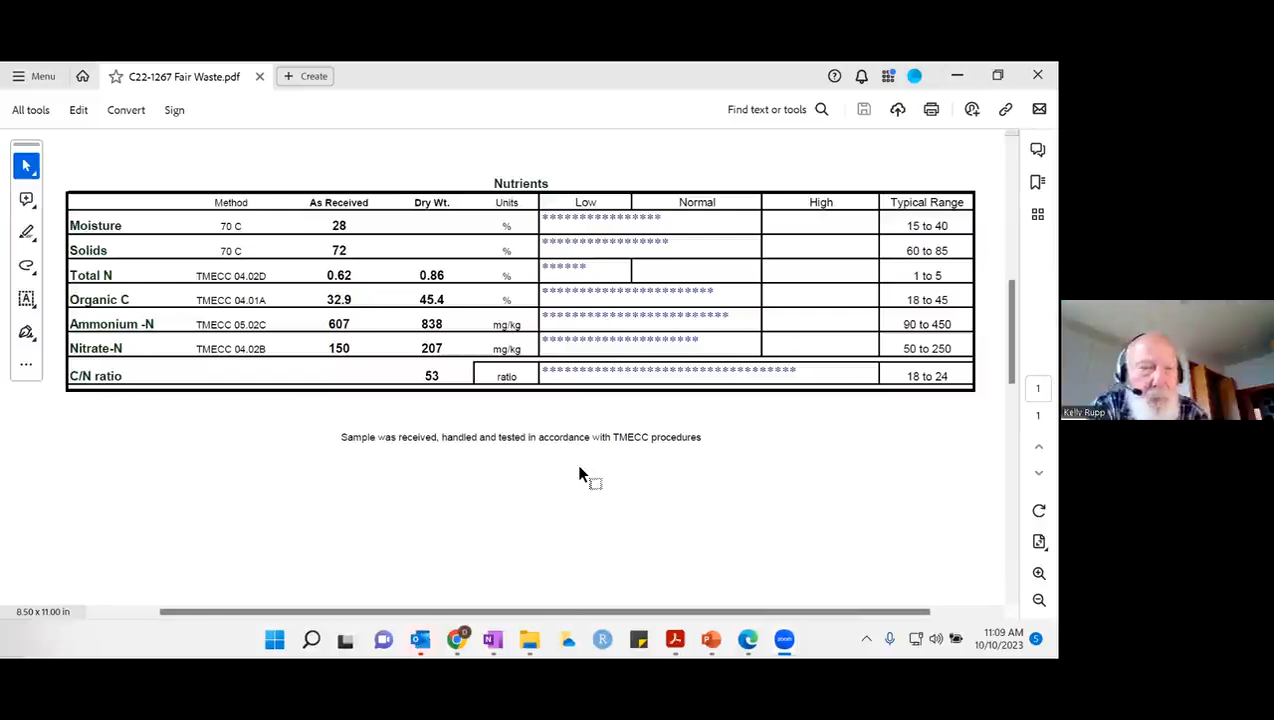 Menu C22-1267 Fair Waste.pdf Create
All tools Edit Convert Sign Find text or tools
Nutrients
Method As Received Dry Wt. Units Low Normal High Typical Range
Moisture 70 C 28 % **************** 15 to 40
Solids 70 C 72 % ***************** 60 to 85
Total N TMECC 04.02D 0.62 0.86 % ****** 1 to 5
Organic C TMECC 04.01A 32.9 45.4 % *********************** 18 to 45
Ammonium -N TMECC 05.02C 607 838 mg/kg ************************* 90 to 450
Nitrate-N TMECC 04.02B 150 207 mg/kg ********************* 50 to 250
C/N ratio 53 ratio ********************************** 18 to 24
Sample was received, handled and tested in accordance with TMECC procedures
1
1
Kelly Rupp
8.50 x 11.00 in
11:09 AM
10/10/2023
5